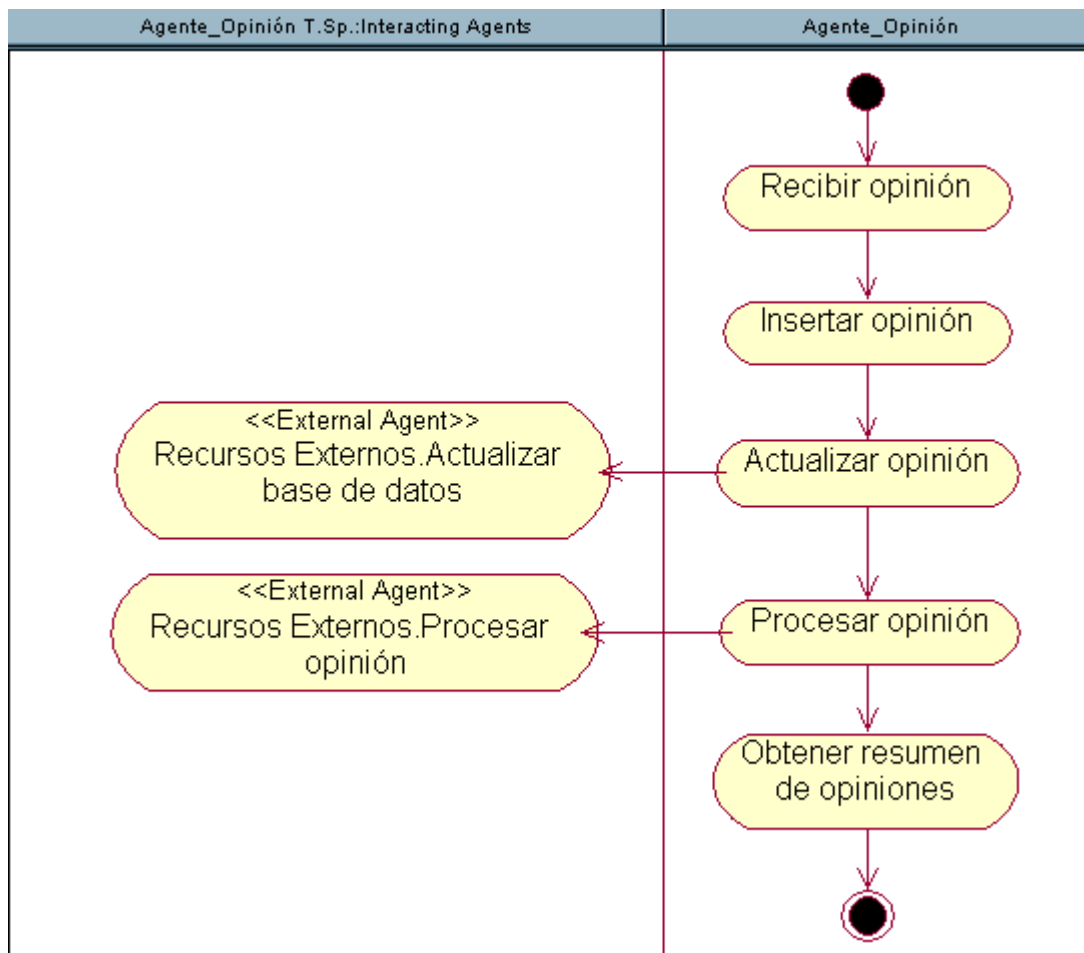 Agente_Opinión T.Sp.:Interacting Agents
Agente_Opinión
Recibir opinión
Insertar opinión
<<External Agent>>
Recursos Externos.Actualizar
base de datos
Actualizar opinión
<<External Agent>>
Recursos Externos.Procesar
opinión
Procesar opinión
Obtener resumen
de opiniones